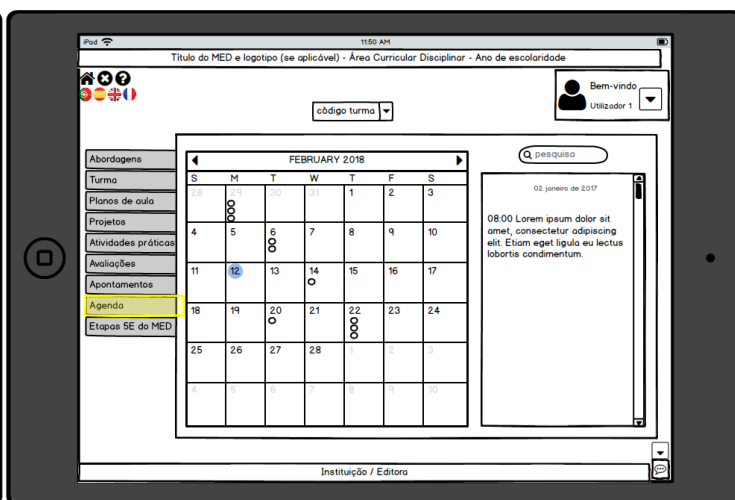 iPod 11:50 AM
Título do MED e logotipo (se aplicável) - Área Curricular Disciplinar - Ano de escolaridade
Bem-vindo
Utilizador 1
código turma
Abordagens
Turma
Planos de aula
Projetos
Atividades práticas
Avaliações
Apontamentos
Agenda
Etapas 5E do MED
FEBRUARY 2018
S M T W T F S
28 29 30 31 1 2 3
4 5 6 7 8 9 10
11 12 13 14 15 16 17
18 19 20 21 22 23 24
25 26 27 28 1 2 3
4 5 6 7 8 9 10
pesquisa
02 janeiro de 2017
08:00 Lorem ipsum dolor sit
amet, consectetur adipiscing
elit. Etiam eget ligula eu lectus
lobortis condimentum.
Instituição / Editora